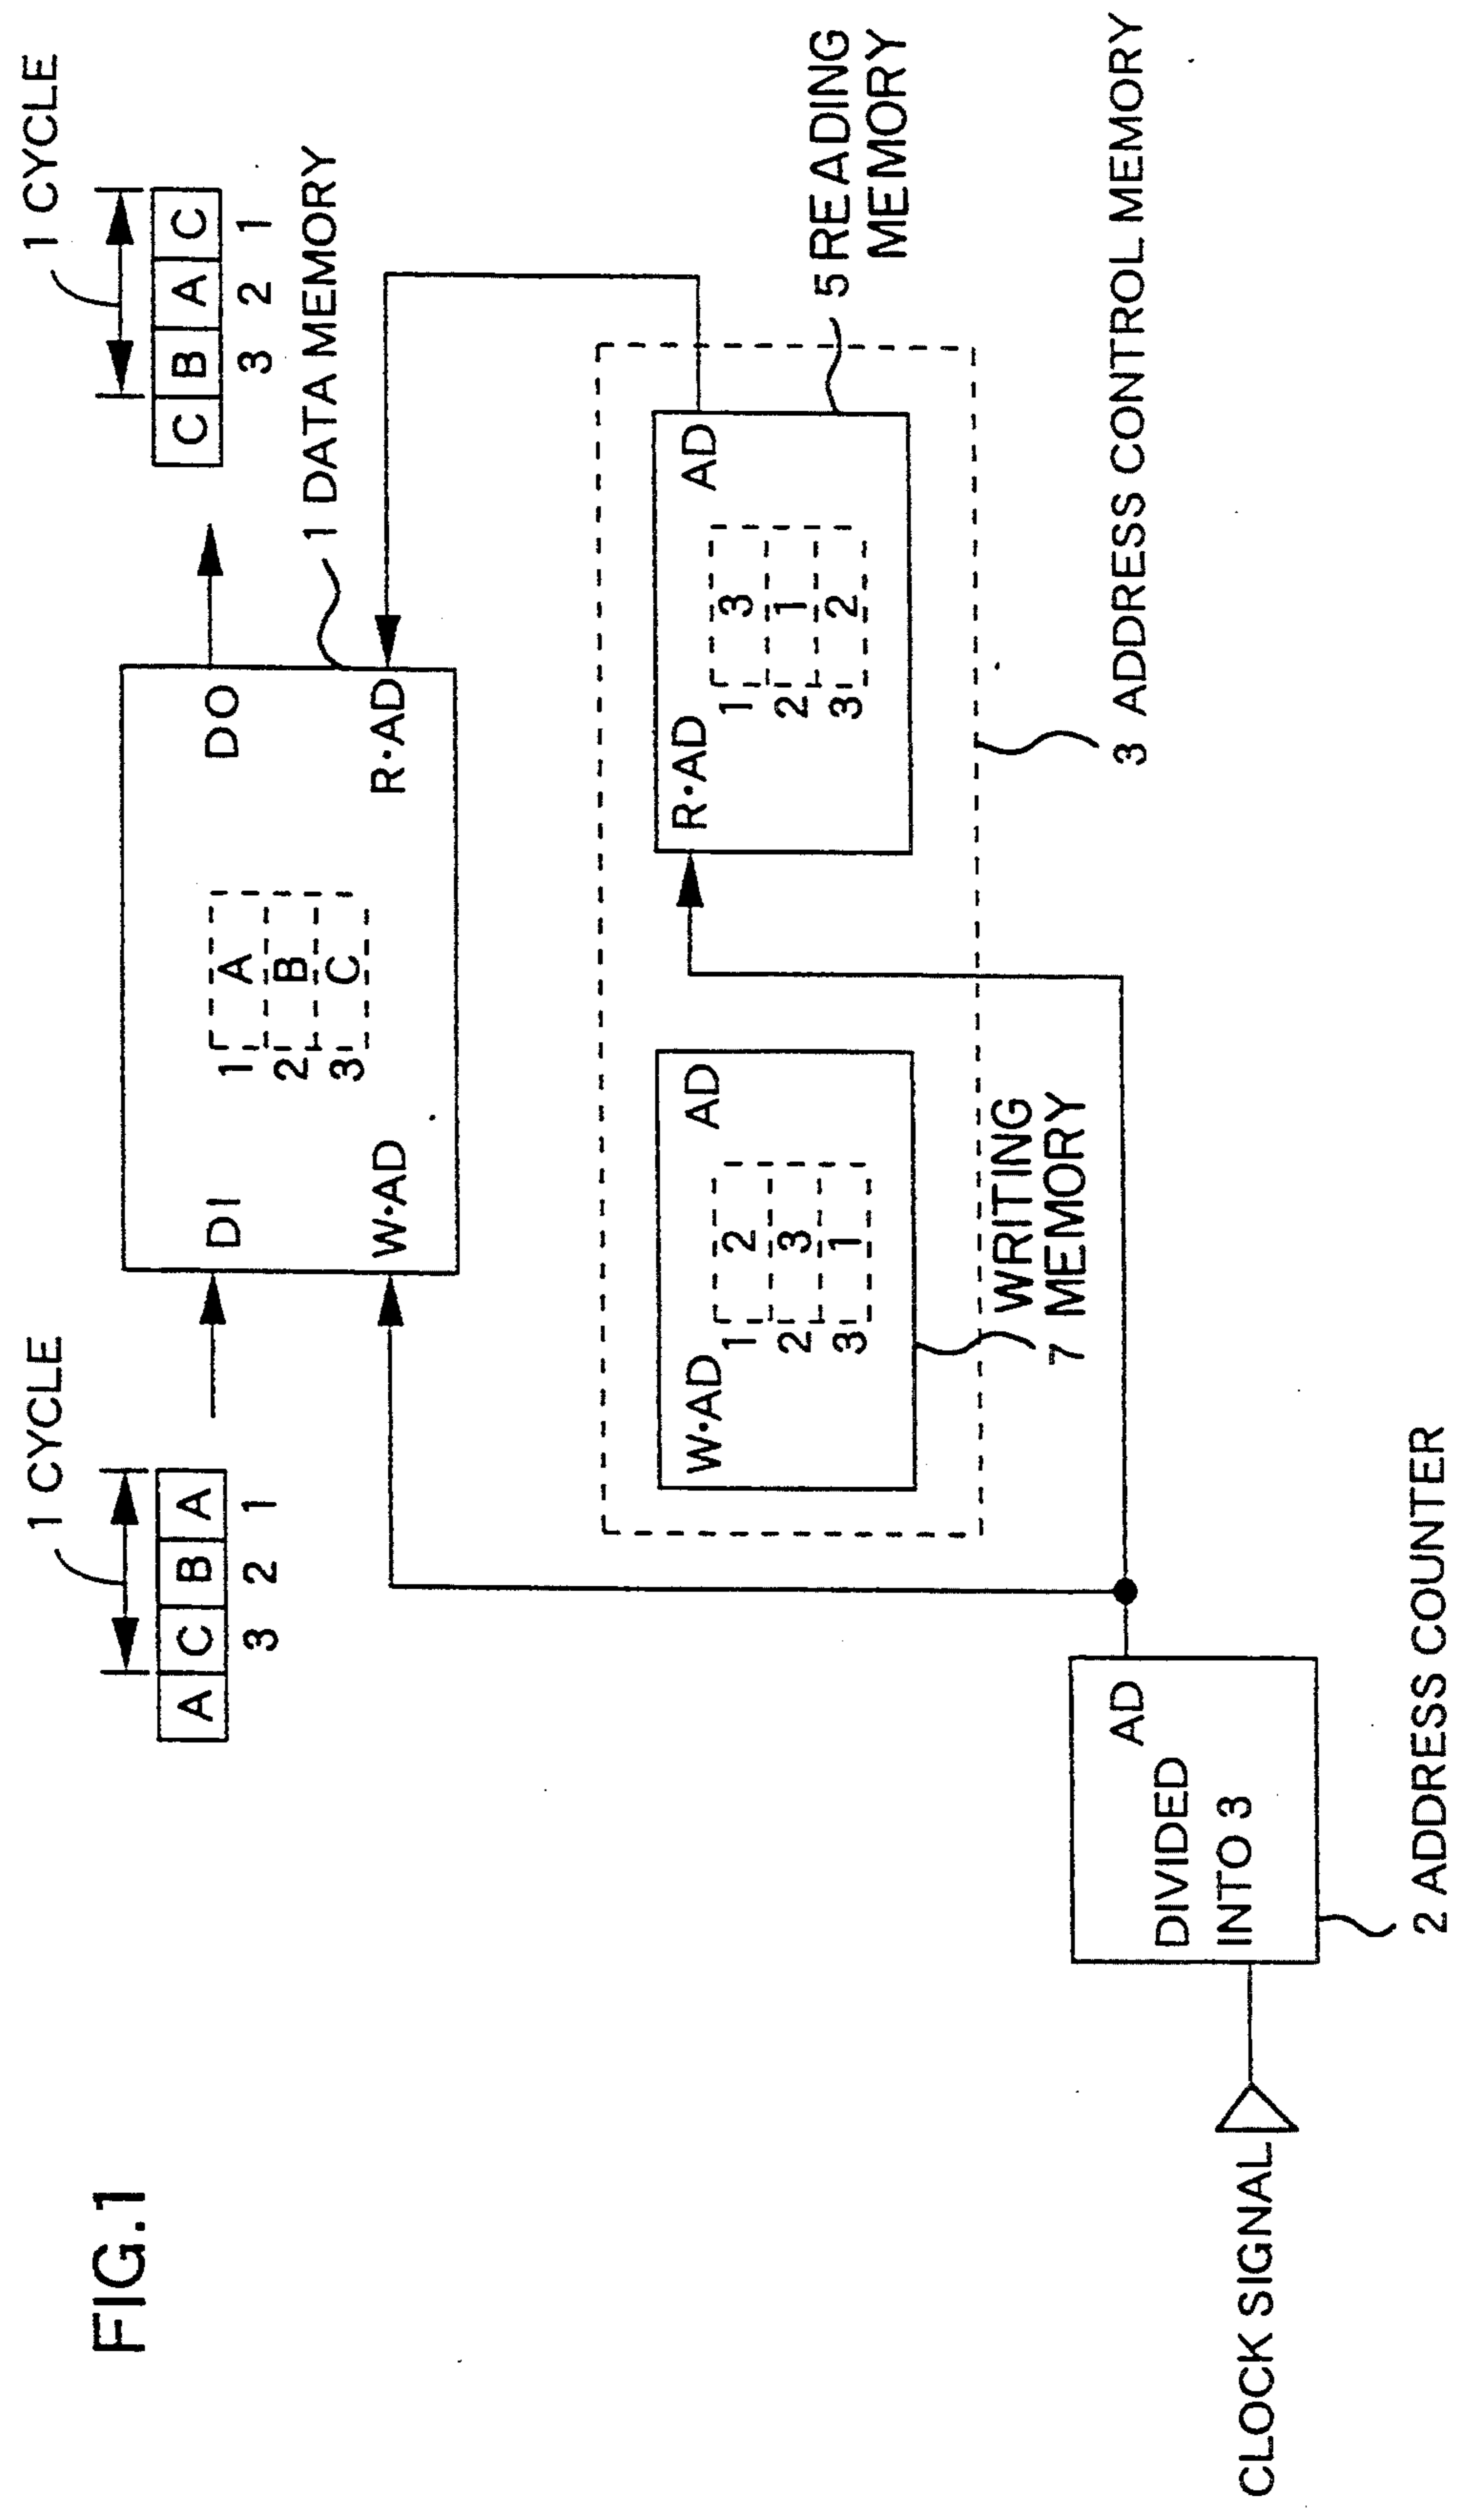 FIG.1
1 CYCLE
A C B A
3 2 1
1 CYCLE
C B A C
3 2 1
DI
DO
1 A
2 B
3 C
W·AD
R·AD
1 DATA MEMORY
W·AD
AD
1 2
2 3
3 1
7 WRITING
MEMORY
R·AD
AD
1 3
2 1
3 2
5 READING
MEMORY
3 ADDRESS CONTROL MEMORY
AD
DIVIDED
INTO 3
CLOCK SIGNAL
2 ADDRESS COUNTER